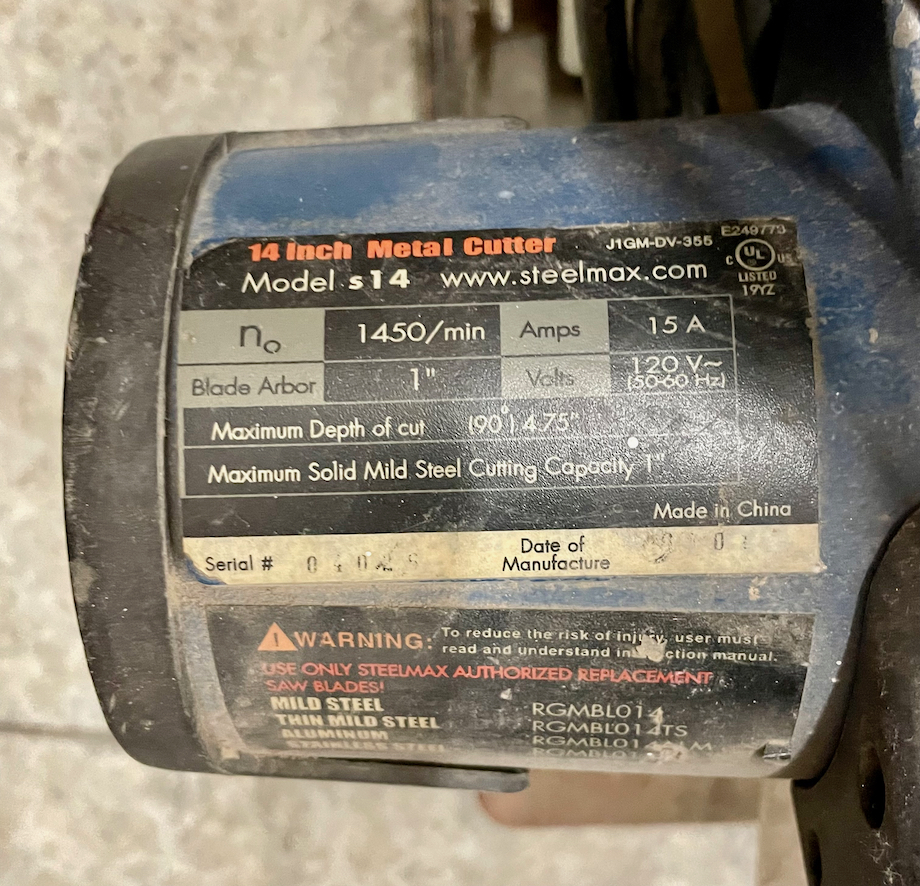 14 Inch Metal Cutter J1GM-DV-355 E249773
Model s14 www.steelmax.com C UL US
LISTED
19YZ
n₀ 1450/min Amps 15 A
Blade Arbor 1" Volts 120 V~
(50-60 Hz)
Maximum Depth of cut (90°) 4.75"
Maximum Solid Mild Steel Cutting Capacity 1"
Made in China
Serial # Date of
Manufacture
WARNING: To reduce the risk of injury, user must
read and understand instruction manual.
USE ONLY STEELMAX AUTHORIZED REPLACEMENT
SAW BLADES!
MILD STEEL RGMBL014
THIN MILD STEEL RGMBL014TS
ALUMINUM
STAINLESS STEEL